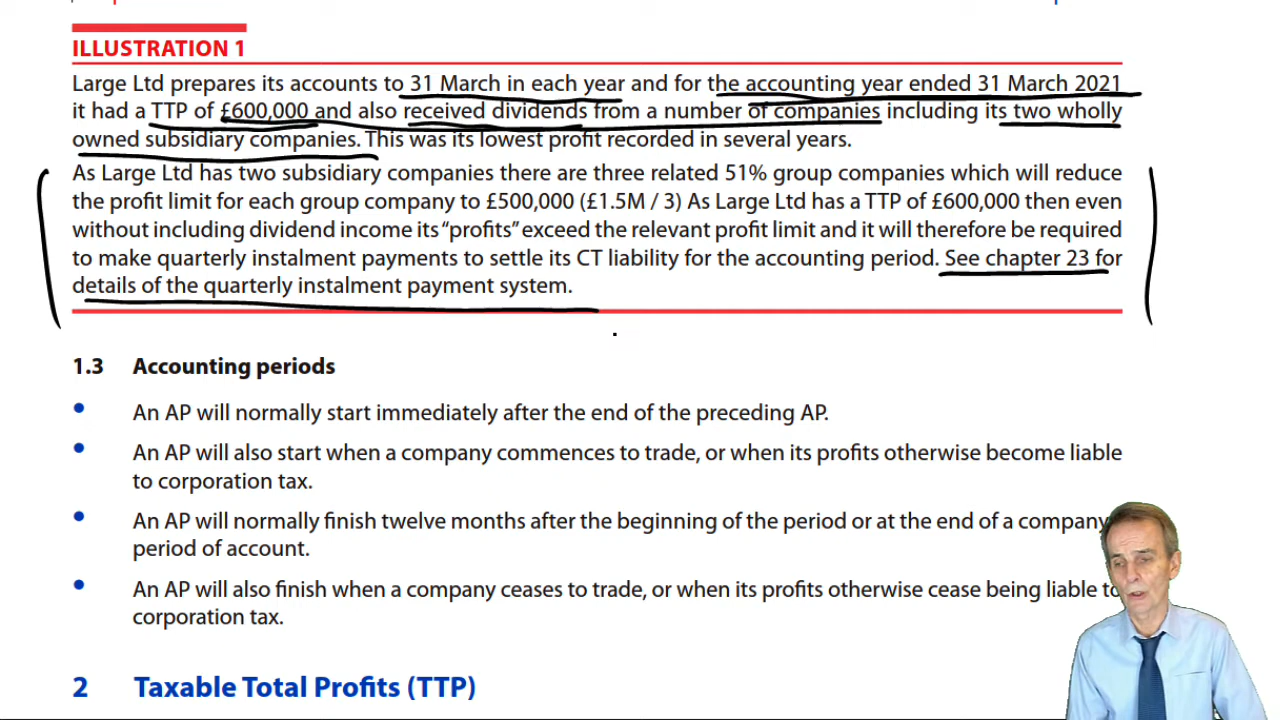 ILLUSTRATION 1
Large Ltd prepares its accounts to 31 March in each year and for the accounting year ended 31 March 2021
it had a TTP of £600,000 and also received dividends from a number of companies including its two wholly
owned subsidiary companies. This was its lowest profit recorded in several years.
As Large Ltd has two subsidiary companies there are three related 51% group companies which will reduce
the profit limit for each group company to £500,000 (£1.5M / 3) As Large Ltd has a TTP of £600,000 then even
without including dividend income its "profits" exceed the relevant profit limit and it will therefore be required
to make quarterly instalment payments to settle its CT liability for the accounting period. See chapter 23 for
details of the quarterly instalment payment system.
1.3 Accounting periods
• An AP will normally start immediately after the end of the preceding AP.
• An AP will also start when a company commences to trade, or when its profits otherwise become liable
to corporation tax.
• An AP will normally finish twelve months after the beginning of the period or at the end of a company
period of account.
• An AP will also finish when a company ceases to trade, or when its profits otherwise cease being liable to
corporation tax.
2 Taxable Total Profits (TTP)